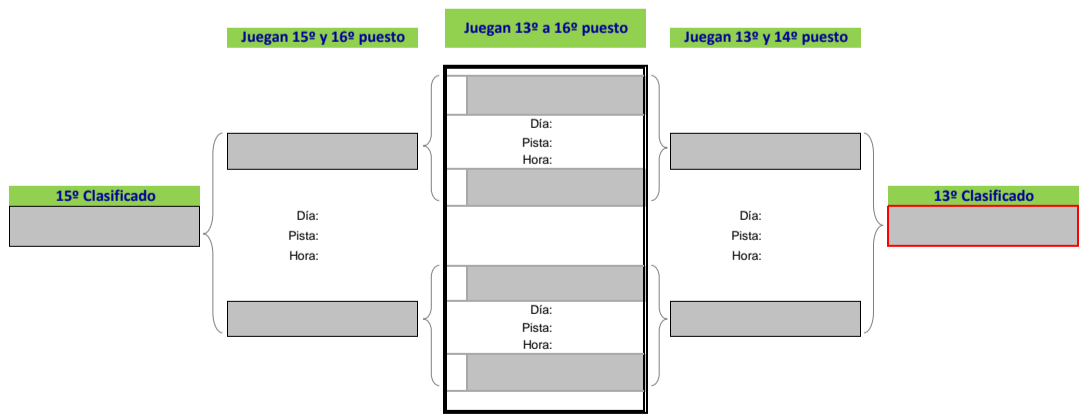 Juegan 15º y 16º puesto
Juegan 13º a 16º puesto
Juegan 13º y 14º puesto
Día:
Pista:
Hora:
15º Clasificado
13º Clasificado
Día:
Pista:
Hora:
Día:
Pista:
Hora:
Día:
Pista:
Hora: